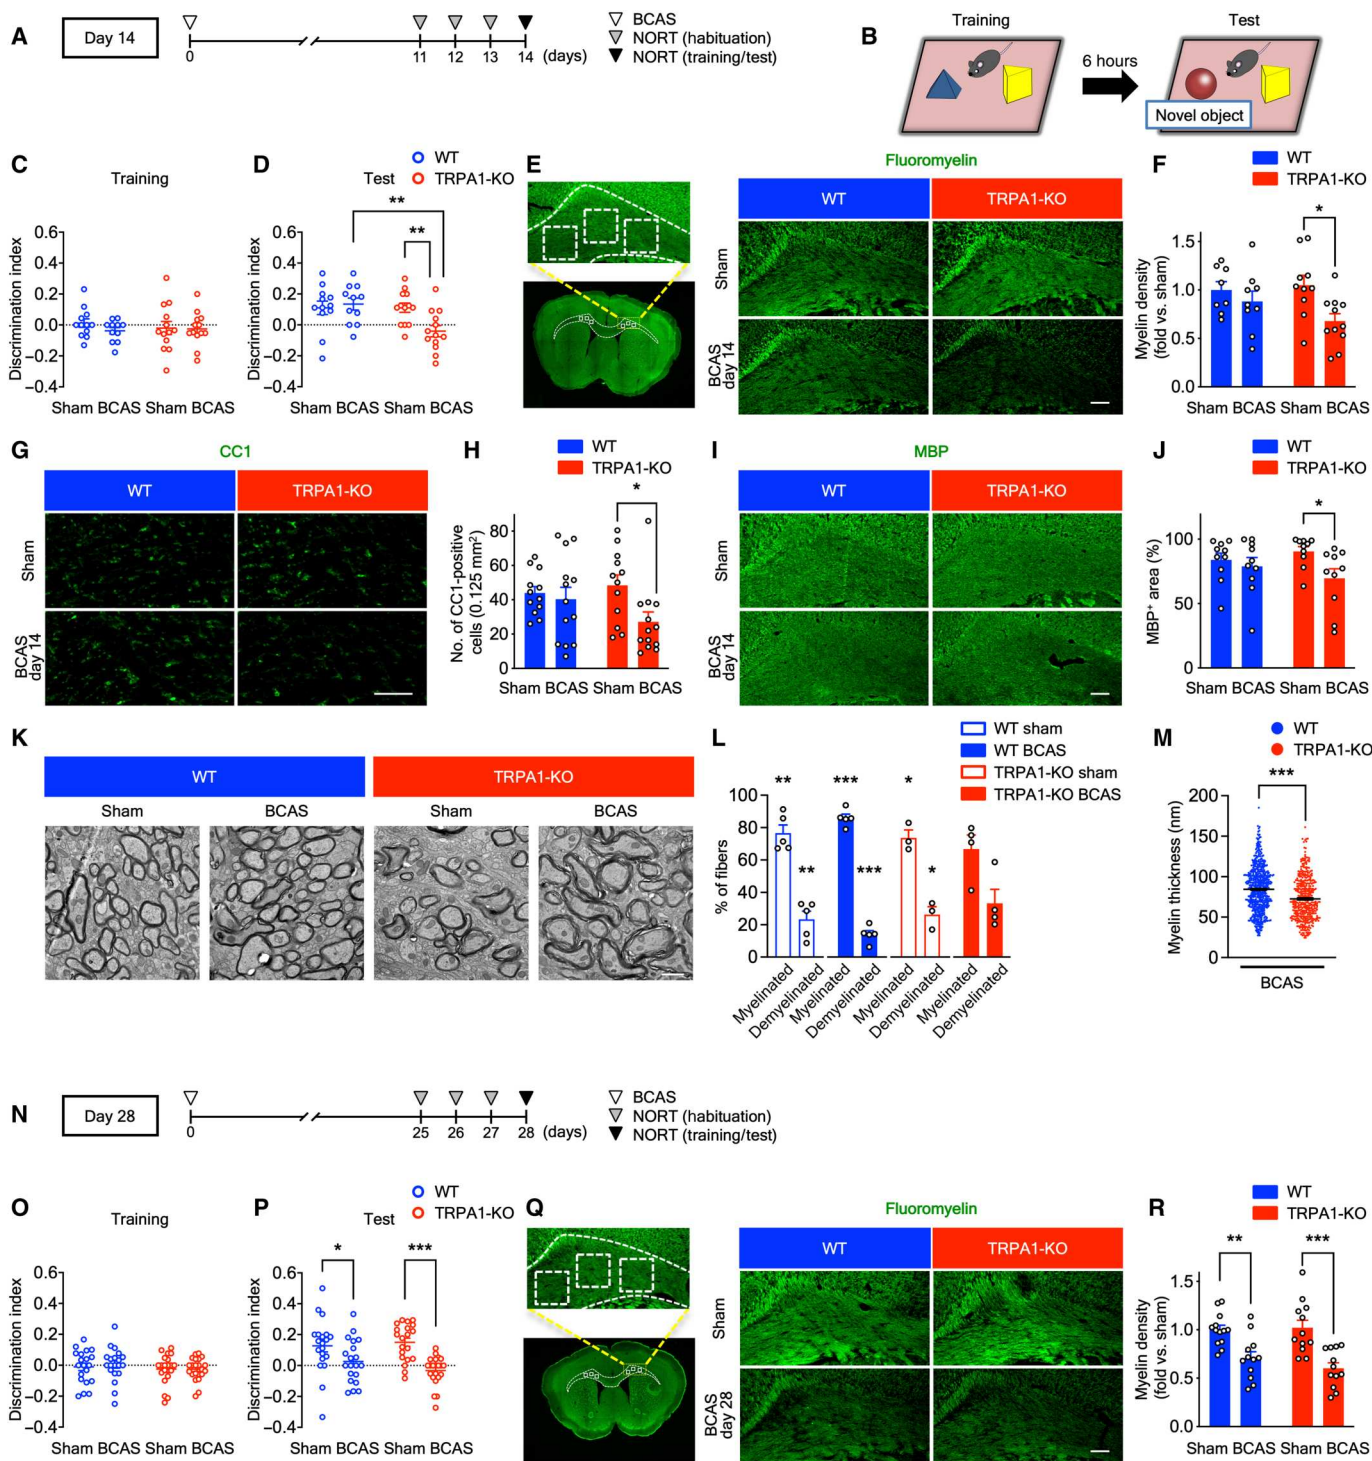 A
Day 14
0
11
12
13
14
(days)
BCAS
NORT (habituation)
NORT (training/test)
B
Training
Test
6 hours
Novel object
C
Training
Discrimination index
0.6
0.4
0.2
0.0
−0.2
−0.4
Sham BCAS
Sham BCAS
D
WT
TRPA1-KO
Test
**
**
Discrimination index
0.6
0.4
0.2
0.0
−0.2
−0.4
Sham BCAS
Sham BCAS
E
Fluoromyelin
WT
TRPA1-KO
Sham
BCAS
day 14
F
WT
TRPA1-KO
*
Myelin density
(fold vs. sham)
1.5
1.0
0.5
0.0
Sham BCAS
Sham BCAS
G
CC1
WT
TRPA1-KO
Sham
BCAS
day 14
H
WT
TRPA1-KO
*
No. of CC1-positive
cells (0.125 mm²)
80
60
40
20
0
Sham BCAS
Sham BCAS
I
MBP
WT
TRPA1-KO
Sham
BCAS
day 14
J
WT
TRPA1-KO
*
MBP⁺ area (%)
100
50
0
Sham BCAS
Sham BCAS
K
WT
TRPA1-KO
Sham
BCAS
Sham
BCAS
L
WT sham
WT BCAS
TRPA1-KO sham
TRPA1-KO BCAS
**
***
*
**
***
*
% of fibers
100
80
60
40
20
0
Myelinated
Demyelinated
Myelinated
Demyelinated
Myelinated
Demyelinated
Myelinated
Demyelinated
M
WT
TRPA1-KO
***
Myelin thickness (nm)
200
150
100
50
0
BCAS
N
Day 28
0
25
26
27
28
(days)
BCAS
NORT (habituation)
NORT (training/test)
O
Training
Discrimination index
0.6
0.4
0.2
0.0
−0.2
−0.4
Sham BCAS
Sham BCAS
P
WT
TRPA1-KO
Test
*
***
Discrimination index
0.6
0.4
0.2
0.0
−0.2
−0.4
Sham BCAS
Sham BCAS
Q
Fluoromyelin
WT
TRPA1-KO
Sham
BCAS
day 28
R
WT
TRPA1-KO
**
***
Myelin density
(fold vs. sham)
1.5
1.0
0.5
0.0
Sham BCAS
Sham BCAS